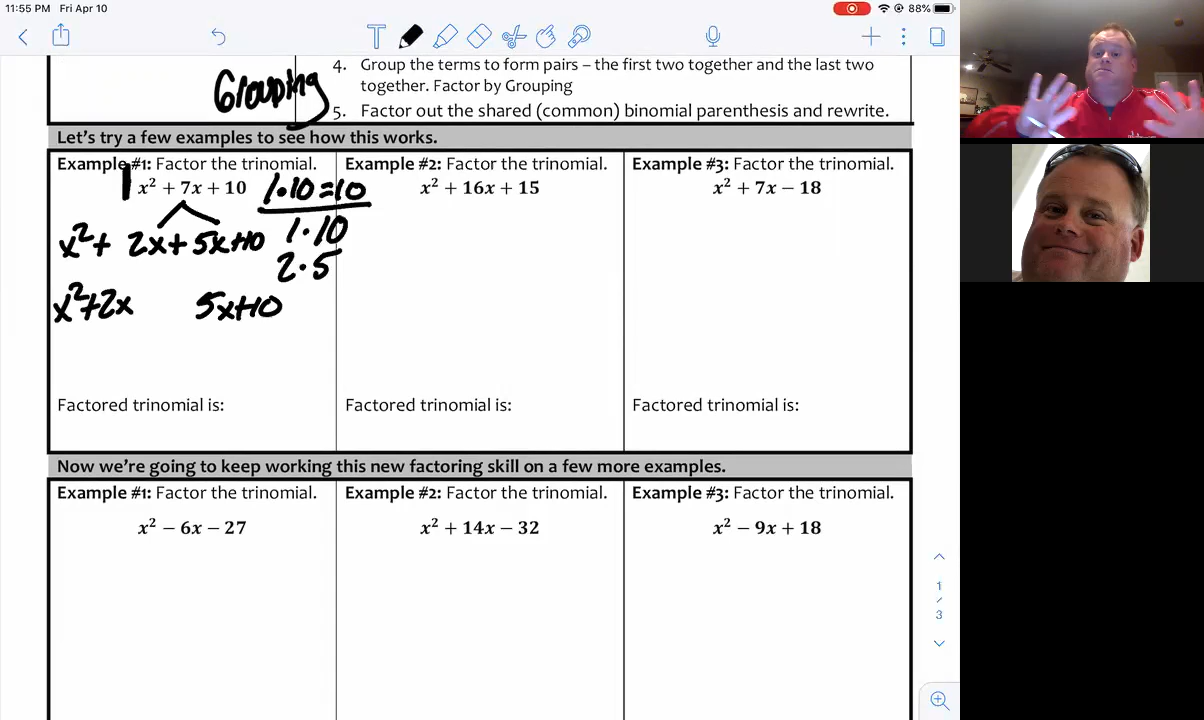 11:55 PM Fri Apr 10
88%
4. Group the terms to form pairs – the first two together and the last two
together. Factor by Grouping
Grouping
5. Factor out the shared (common) binomial parenthesis and rewrite.
Let's try a few examples to see how this works.
Example #1: Factor the trinomial.
1 x² + 7x + 10
1·10=10
x²+ 2x+5x+10
1·10
2·5
x²+2x 5x+10
Factored trinomial is:
Example #2: Factor the trinomial.
x² + 16x + 15
Factored trinomial is:
Example #3: Factor the trinomial.
x² + 7x − 18
Factored trinomial is:
Now we're going to keep working this new factoring skill on a few more examples.
Example #1: Factor the trinomial.
x² − 6x − 27
Example #2: Factor the trinomial.
x² + 14x − 32
Example #3: Factor the trinomial.
x² − 9x + 18
1
/
3